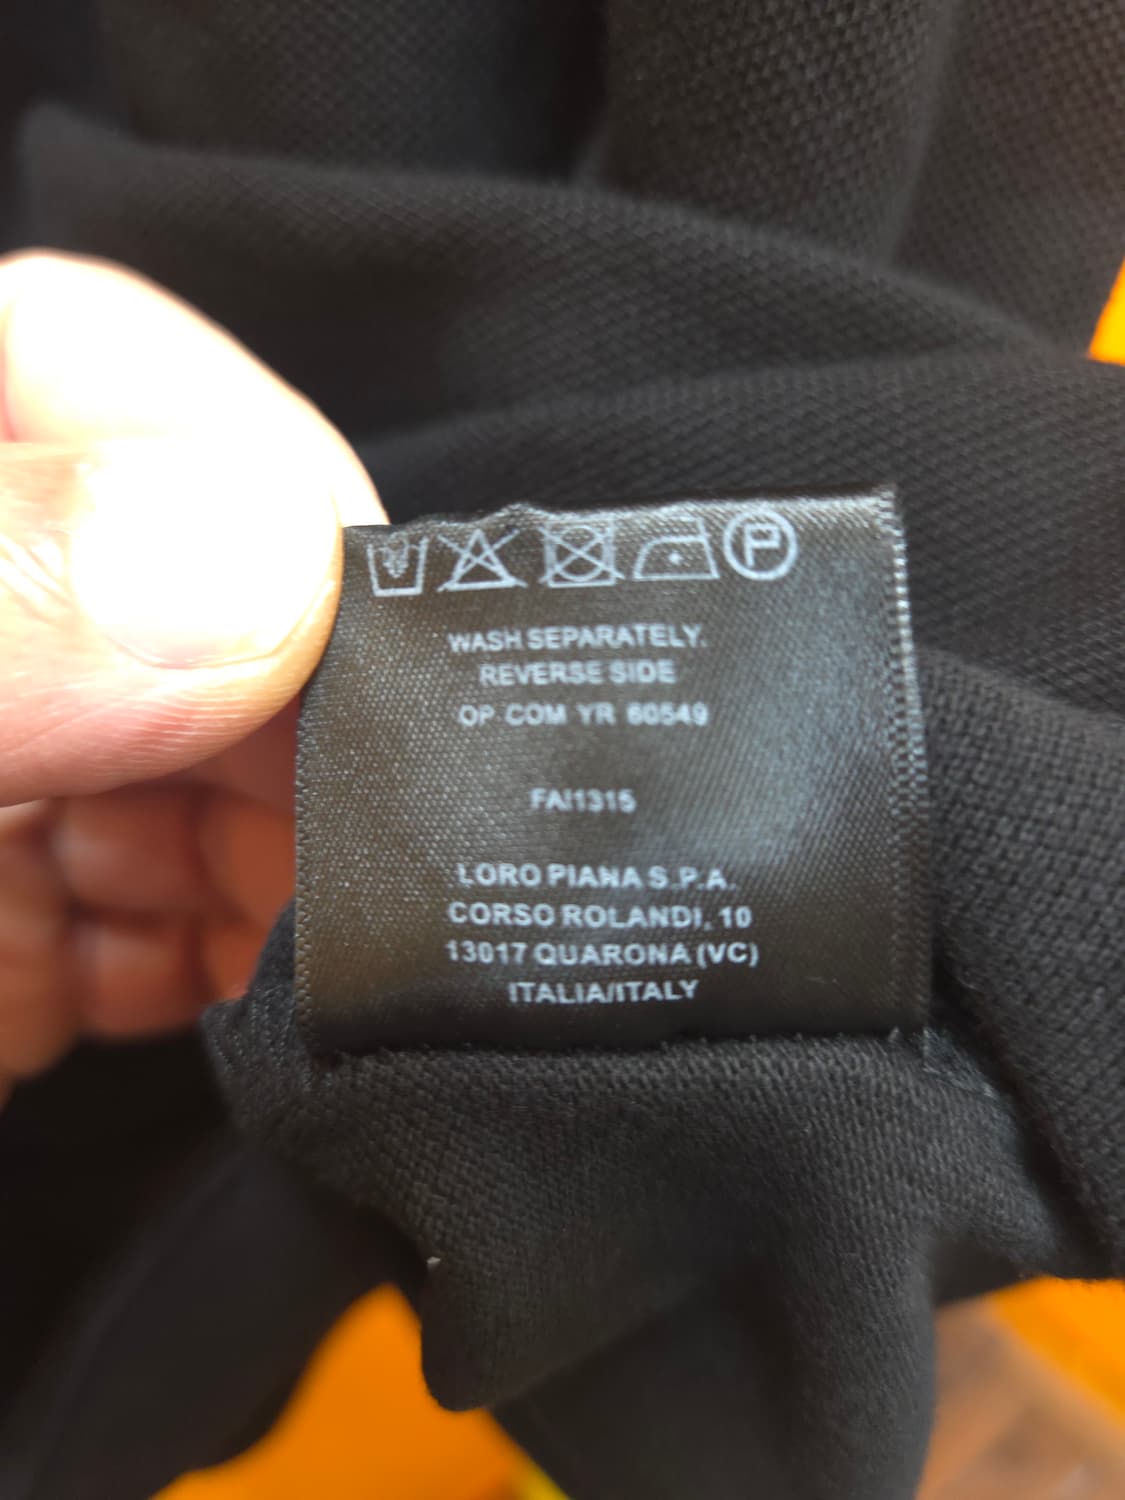 P
WASH SEPARATELY.
REVERSE SIDE
OP COM YR 60549
FAI1315
LORO PIANA S.P.A.
CORSO ROLANDI, 10
13017 QUARONA (VC)
ITALIA/ITALY